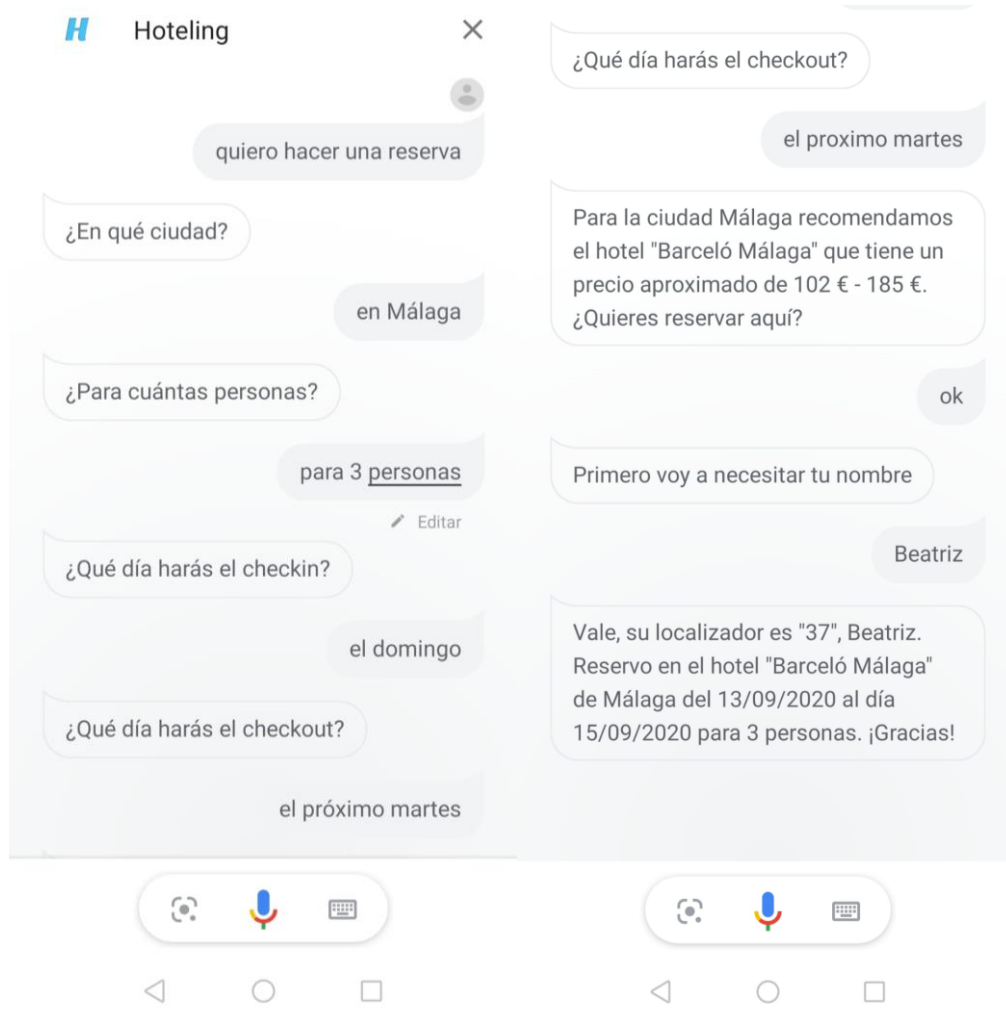 H Hoteling
quiero hacer una reserva
¿En qué ciudad?
en Málaga
¿Para cuántas personas?
para 3 personas
Editar
¿Qué día harás el checkin?
el domingo
¿Qué día harás el checkout?
el próximo martes
¿Qué día harás el checkout?
el proximo martes
Para la ciudad Málaga recomendamos
el hotel "Barceló Málaga" que tiene un
precio aproximado de 102 € - 185 €.
¿Quieres reservar aquí?
ok
Primero voy a necesitar tu nombre
Beatriz
Vale, su localizador es "37", Beatriz.
Reservo en el hotel "Barceló Málaga"
de Málaga del 13/09/2020 al día
15/09/2020 para 3 personas. ¡Gracias!